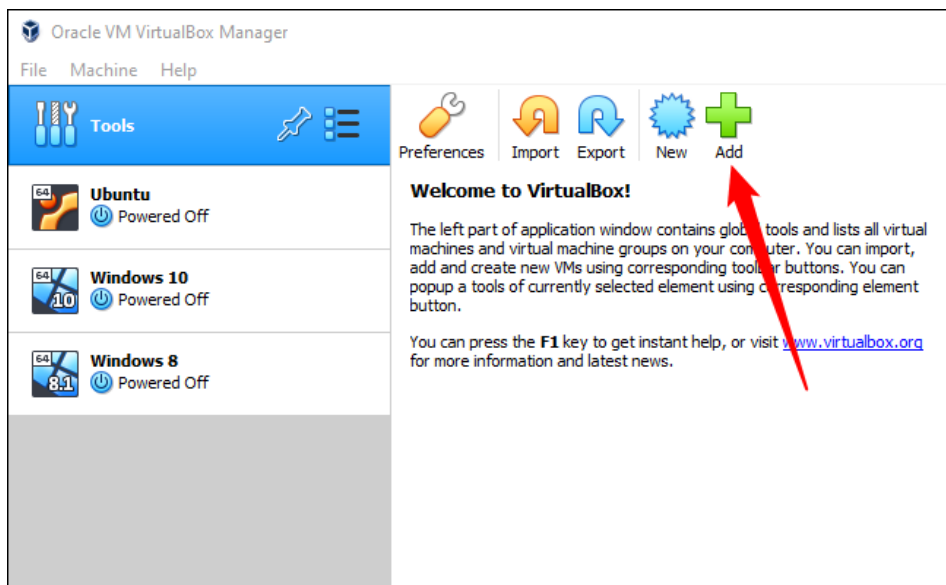 Oracle VM VirtualBox Manager
File Machine Help
Tools
Preferences Import Export New Add
64
Ubuntu
Powered Off
64
10
Windows 10
Powered Off
64
8.1
Windows 8
Powered Off
Welcome to VirtualBox!
The left part of application window contains global tools and lists all virtual
machines and virtual machine groups on your computer. You can import,
add and create new VMs using corresponding toolbar buttons. You can
popup a tools of currently selected element using corresponding element
button.
You can press the F1 key to get instant help, or visit www.virtualbox.org
for more information and latest news.